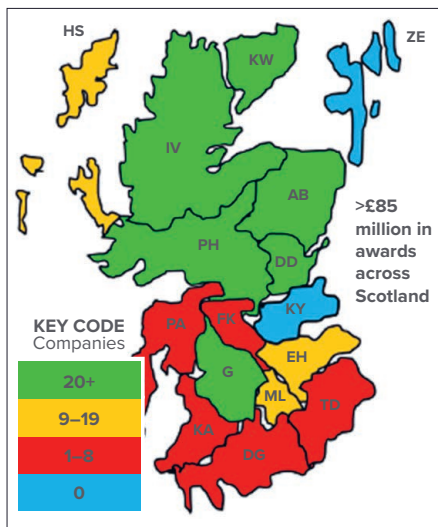 HS
ZE
KW
IV
AB
>£85
million in
awards
across
Scotland
PH
DD
KY
PA
FK
KEY CODE
Companies
EH
G
20+
ML
TD
9–19
KA
1–8
DG
0